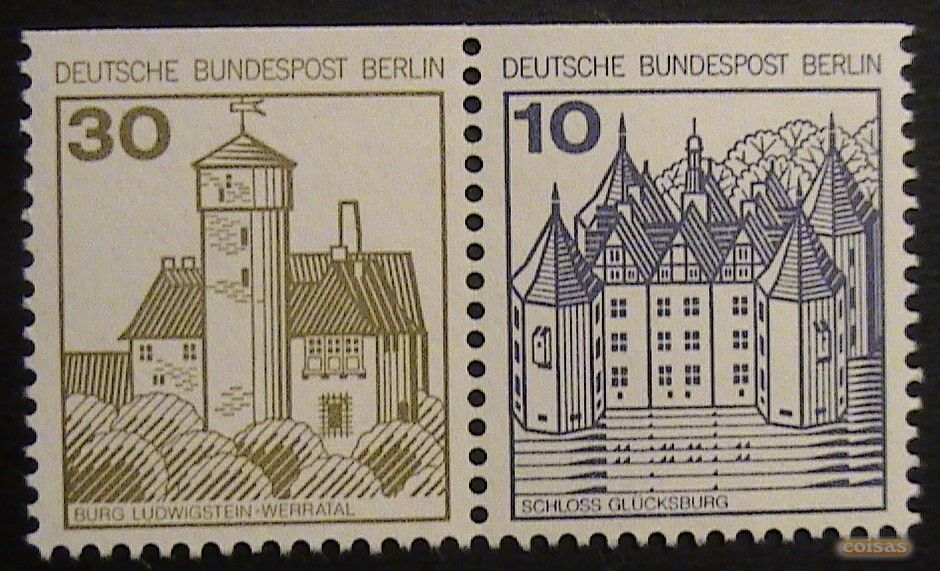 DEUTSCHE BUNDESPOST BERLIN
30
BURG LUDWIGSTEIN·WERRATAL
DEUTSCHE BUNDESPOST BERLIN
10
SCHLOSS GLÜCKSBURG
coisas